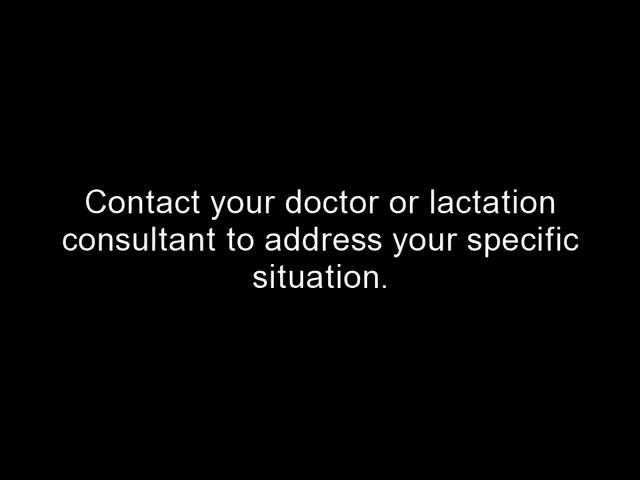 Contact your doctor or lactation
consultant to address your specific
situation.